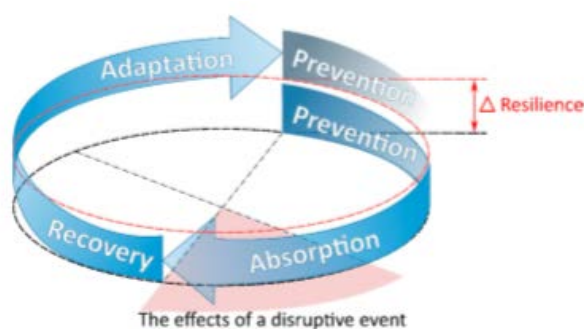 Adaptation
Prevention
Δ Resilience
Prevention
Recovery
Absorption
The effects of a disruptive event